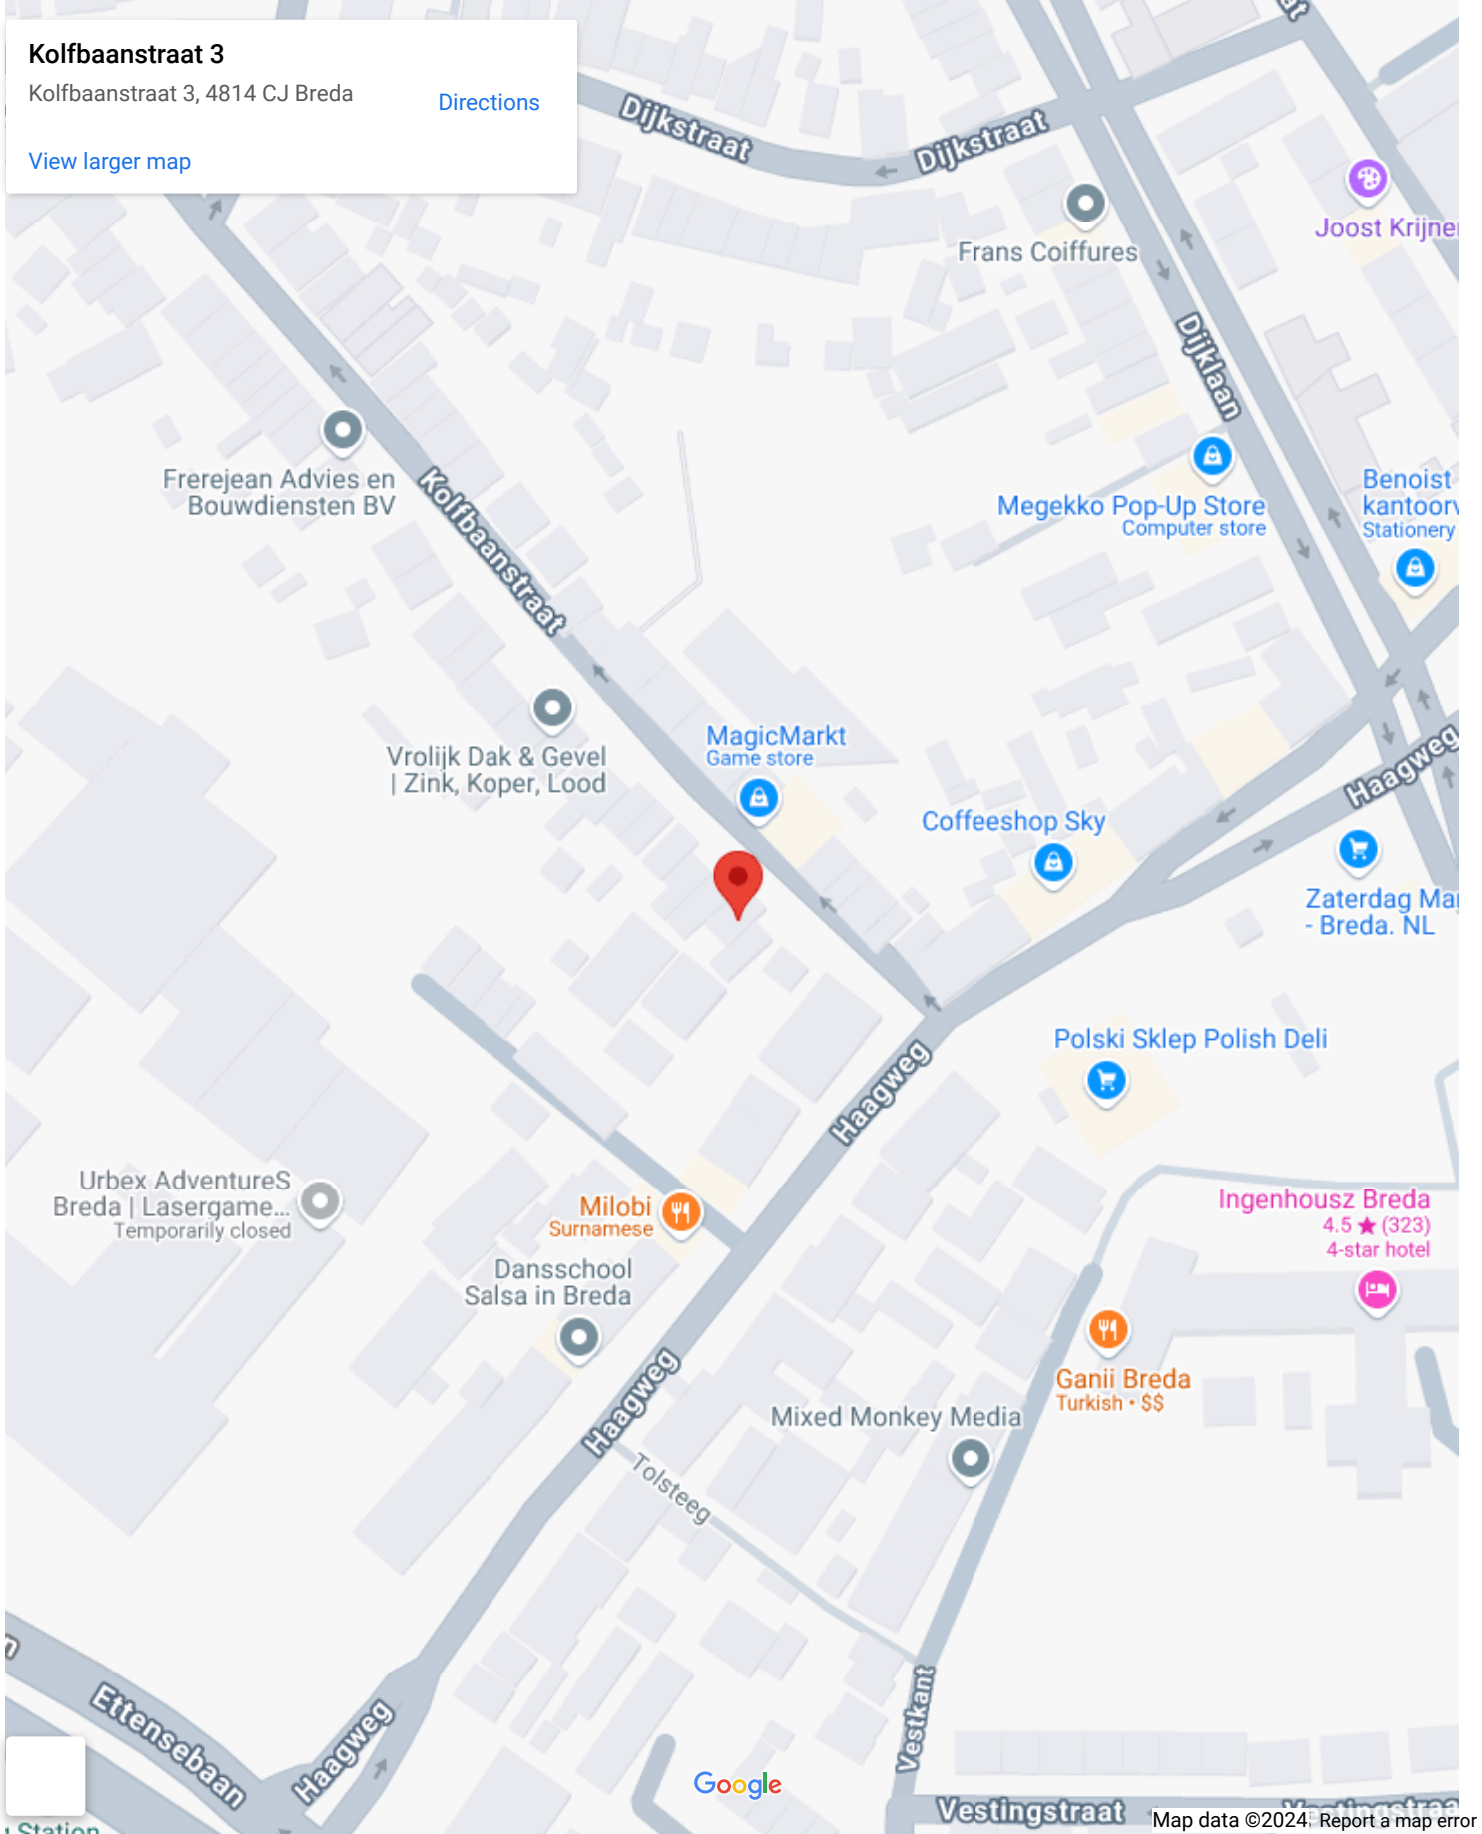 Kolfbaanstraat 3
Kolfbaanstraat 3, 4814 CJ Breda
Directions
View larger map
Dijkstraat
Dijkstraat
Frans Coiffures
Joost Krijne
Dijklaan
Frerejean Advies en
Bouwdiensten BV
Kolfbaanstraat
Megekko Pop-Up Store
Computer store
Benoist
kantoorv
Stationery
Vrolijk Dak & Gevel
| Zink, Koper, Lood
MagicMarkt
Game store
Haagweg
Coffeeshop Sky
Zaterdag Mar
- Breda. NL
Polski Sklep Polish Deli
Haagweg
Urbex AdventureS
Breda | Lasergame...
Temporarily closed
Milobi
Surnamese
Ingenhousz Breda
4.5 ★ (323)
4-star hotel
Dansschool
Salsa in Breda
Ganii Breda
Turkish • $$
Haagweg
Mixed Monkey Media
Tolsteeg
Ettensebaan
Haagweg
Vestkant
Google
Vestingstraat
Vestingstraa
Map data ©2024
Report a map error
Station